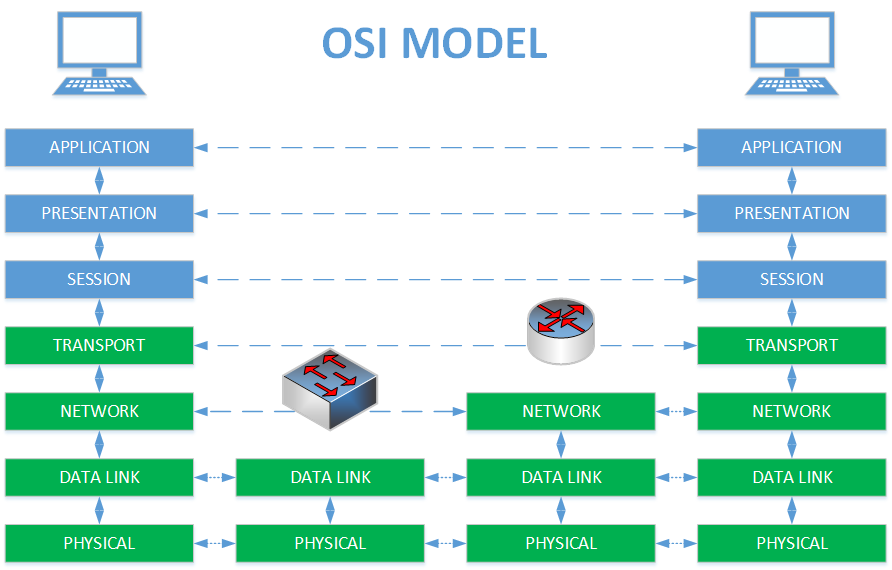 OSI MODEL
APPLICATION APPLICATION
PRESENTATION PRESENTATION
SESSION SESSION
TRANSPORT TRANSPORT
NETWORK NETWORK NETWORK
DATA LINK DATA LINK DATA LINK DATA LINK
PHYSICAL PHYSICAL PHYSICAL PHYSICAL